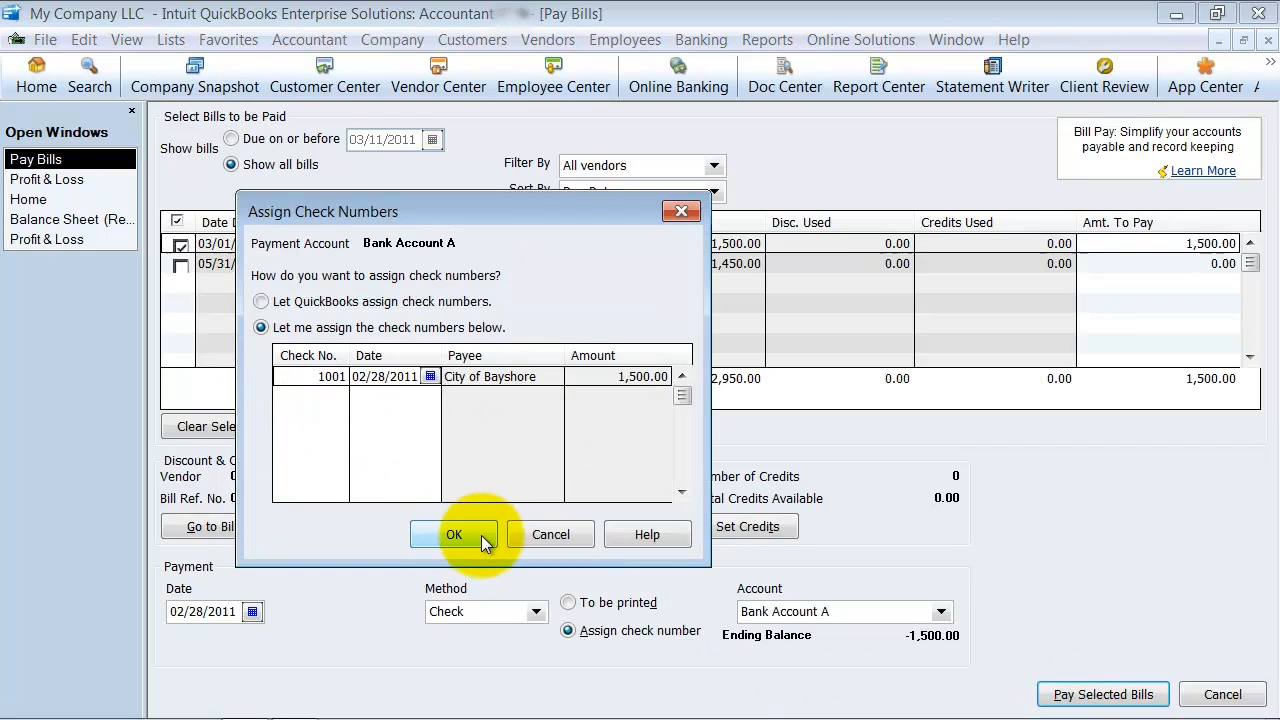 My Company LLC - Intuit QuickBooks Enterprise Solutions: Accountant - [Pay Bills]
File Edit View Lists Favorites Accountant Company Customers Vendors Employees Banking Reports Online Solutions Window Help
Home Search Company Snapshot Customer Center Vendor Center Employee Center Online Banking Doc Center Report Center Statement Writer Client Review App Center
Open Windows
Pay Bills
Profit & Loss
Home
Balance Sheet (Re...
Profit & Loss
Select Bills to be Paid
Show bills
Due on or before 03/11/2011
Show all bills
Filter By All vendors
Sort By
Bill Pay: Simplify your accounts
payable and record keeping
Learn More
Date Disc. Used Credits Used Amt. To Pay
03/01/ 1,500.00 0.00 0.00 1,500.00
05/31/ 1,450.00 0.00 0.00 0.00
2,950.00 0.00 0.00 1,500.00
Clear Sele
Assign Check Numbers
Payment Account Bank Account A
How do you want to assign check numbers?
Let QuickBooks assign check numbers.
Let me assign the check numbers below.
Check No. Date Payee Amount
1001 02/28/2011 City of Bayshore 1,500.00
OK Cancel Help
Discount & C
Vendor
Bill Ref. No.
Go to Bil
mber of Credits 0
tal Credits Available 0.00
Set Credits
Payment
Date Method Account
02/28/2011 Check
To be printed
Assign check number
Bank Account A
Ending Balance -1,500.00
Pay Selected Bills Cancel